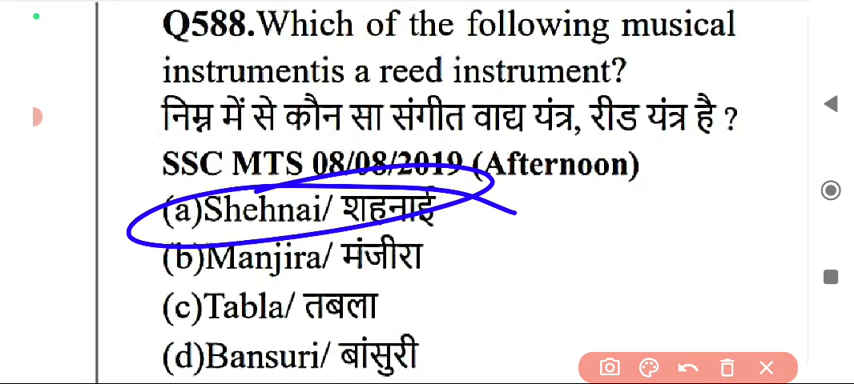 Q588.Which of the following musical
instrumentis a reed instrument?
निम्न में से कौन सा संगीत वाद्य यंत्र, रीड यंत्र है ?
SSC MTS 08/08/2019 (Afternoon)
(a)Shehnai/ शहनाई
(b)Manjira/ मंजीरा
(c)Tabla/ तबला
(d)Bansuri/ बांसुरी